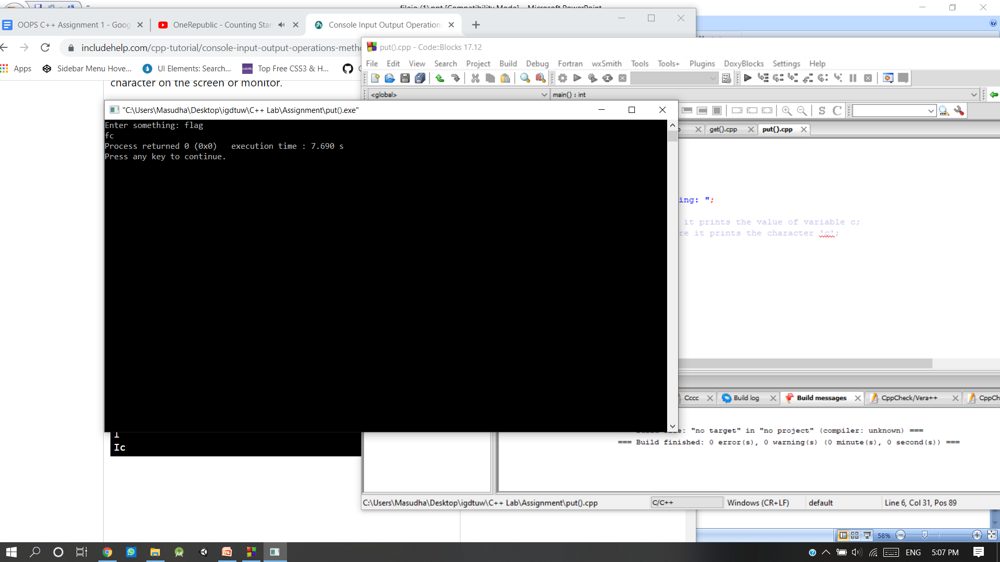 fileio (1).ppt [Compatibility Mode] - Microsoft PowerPoint
OOPS C++ Assignment 1 - Goog
OneRepublic - Counting Star
Console Input Output Operations
includehelp.com/cpp-tutorial/console-input-output-operations-metho
Apps
Sidebar Menu Hove...
UI Elements: Search...
Top Free CSS3 & H...
character on the screen or monitor.
put().cpp - Code::Blocks 17.12
File Edit View Search Project Build Debug Fortran wxSmith Tools Tools+ Plugins DoxyBlocks Settings Help
<global>
main() : int
get().cpp
put().cpp
"C:\Users\Masudha\Desktop\igdtuw\C++ Lab\Assignment\put().exe"
Enter something: flag
fc
Process returned 0 (0x0)   execution time : 7.690 s
Press any key to continue.
ing: ";
it prints the value of variable c;
re it prints the character 'c';
Cccc
Build log
Build messages
CppCheck/Vera++
CppCh
"no target" in "no project" (compiler: unknown) ===
=== Build finished: 0 error(s), 0 warning(s) (0 minute(s), 0 second(s)) ===
I
Ic
C:\Users\Masudha\Desktop\igdtuw\C++ Lab\Assignment\put().cpp
C/C++
Windows (CR+LF)
default
Line 6, Col 31, Pos 89
58%
ENG
5:07 PM